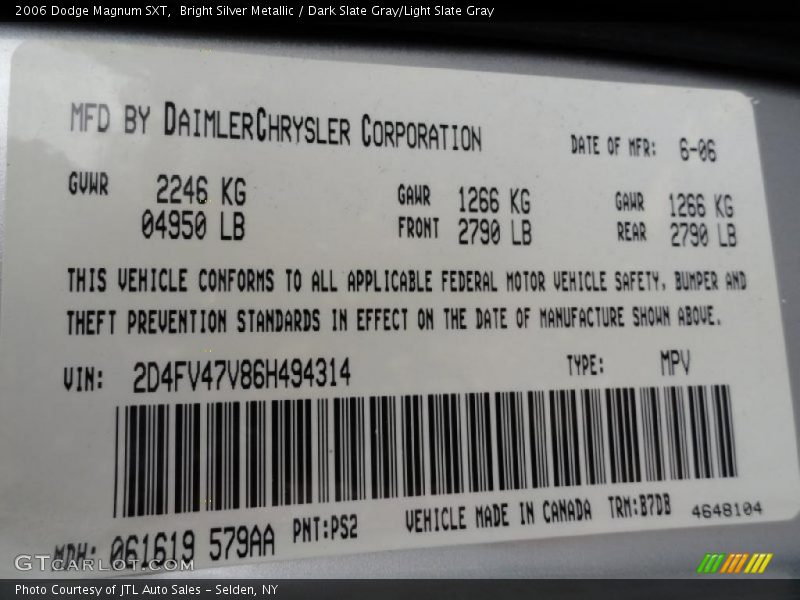 2006 Dodge Magnum SXT,  Bright Silver Metallic / Dark Slate Gray/Light Slate Gray
MFD BY DAIMLERCHRYSLER CORPORATION
DATE OF MFR: 6-06
GVWR 2246 KG GAWR 1266 KG GAWR 1266 KG
04950 LB FRONT 2790 LB REAR 2790 LB
THIS VEHICLE CONFORMS TO ALL APPLICABLE FEDERAL MOTOR VEHICLE SAFETY, BUMPER AND
THEFT PREVENTION STANDARDS IN EFFECT ON THE DATE OF MANUFACTURE SHOWN ABOVE.
VIN: 2D4FV47V86H494314 TYPE: MPV
MDH: 061619 579AA PNT:PS2 VEHICLE MADE IN CANADA TRM:B7DB 4648104
GTCARLOT.COM
Photo Courtesy of JTL Auto Sales - Selden, NY